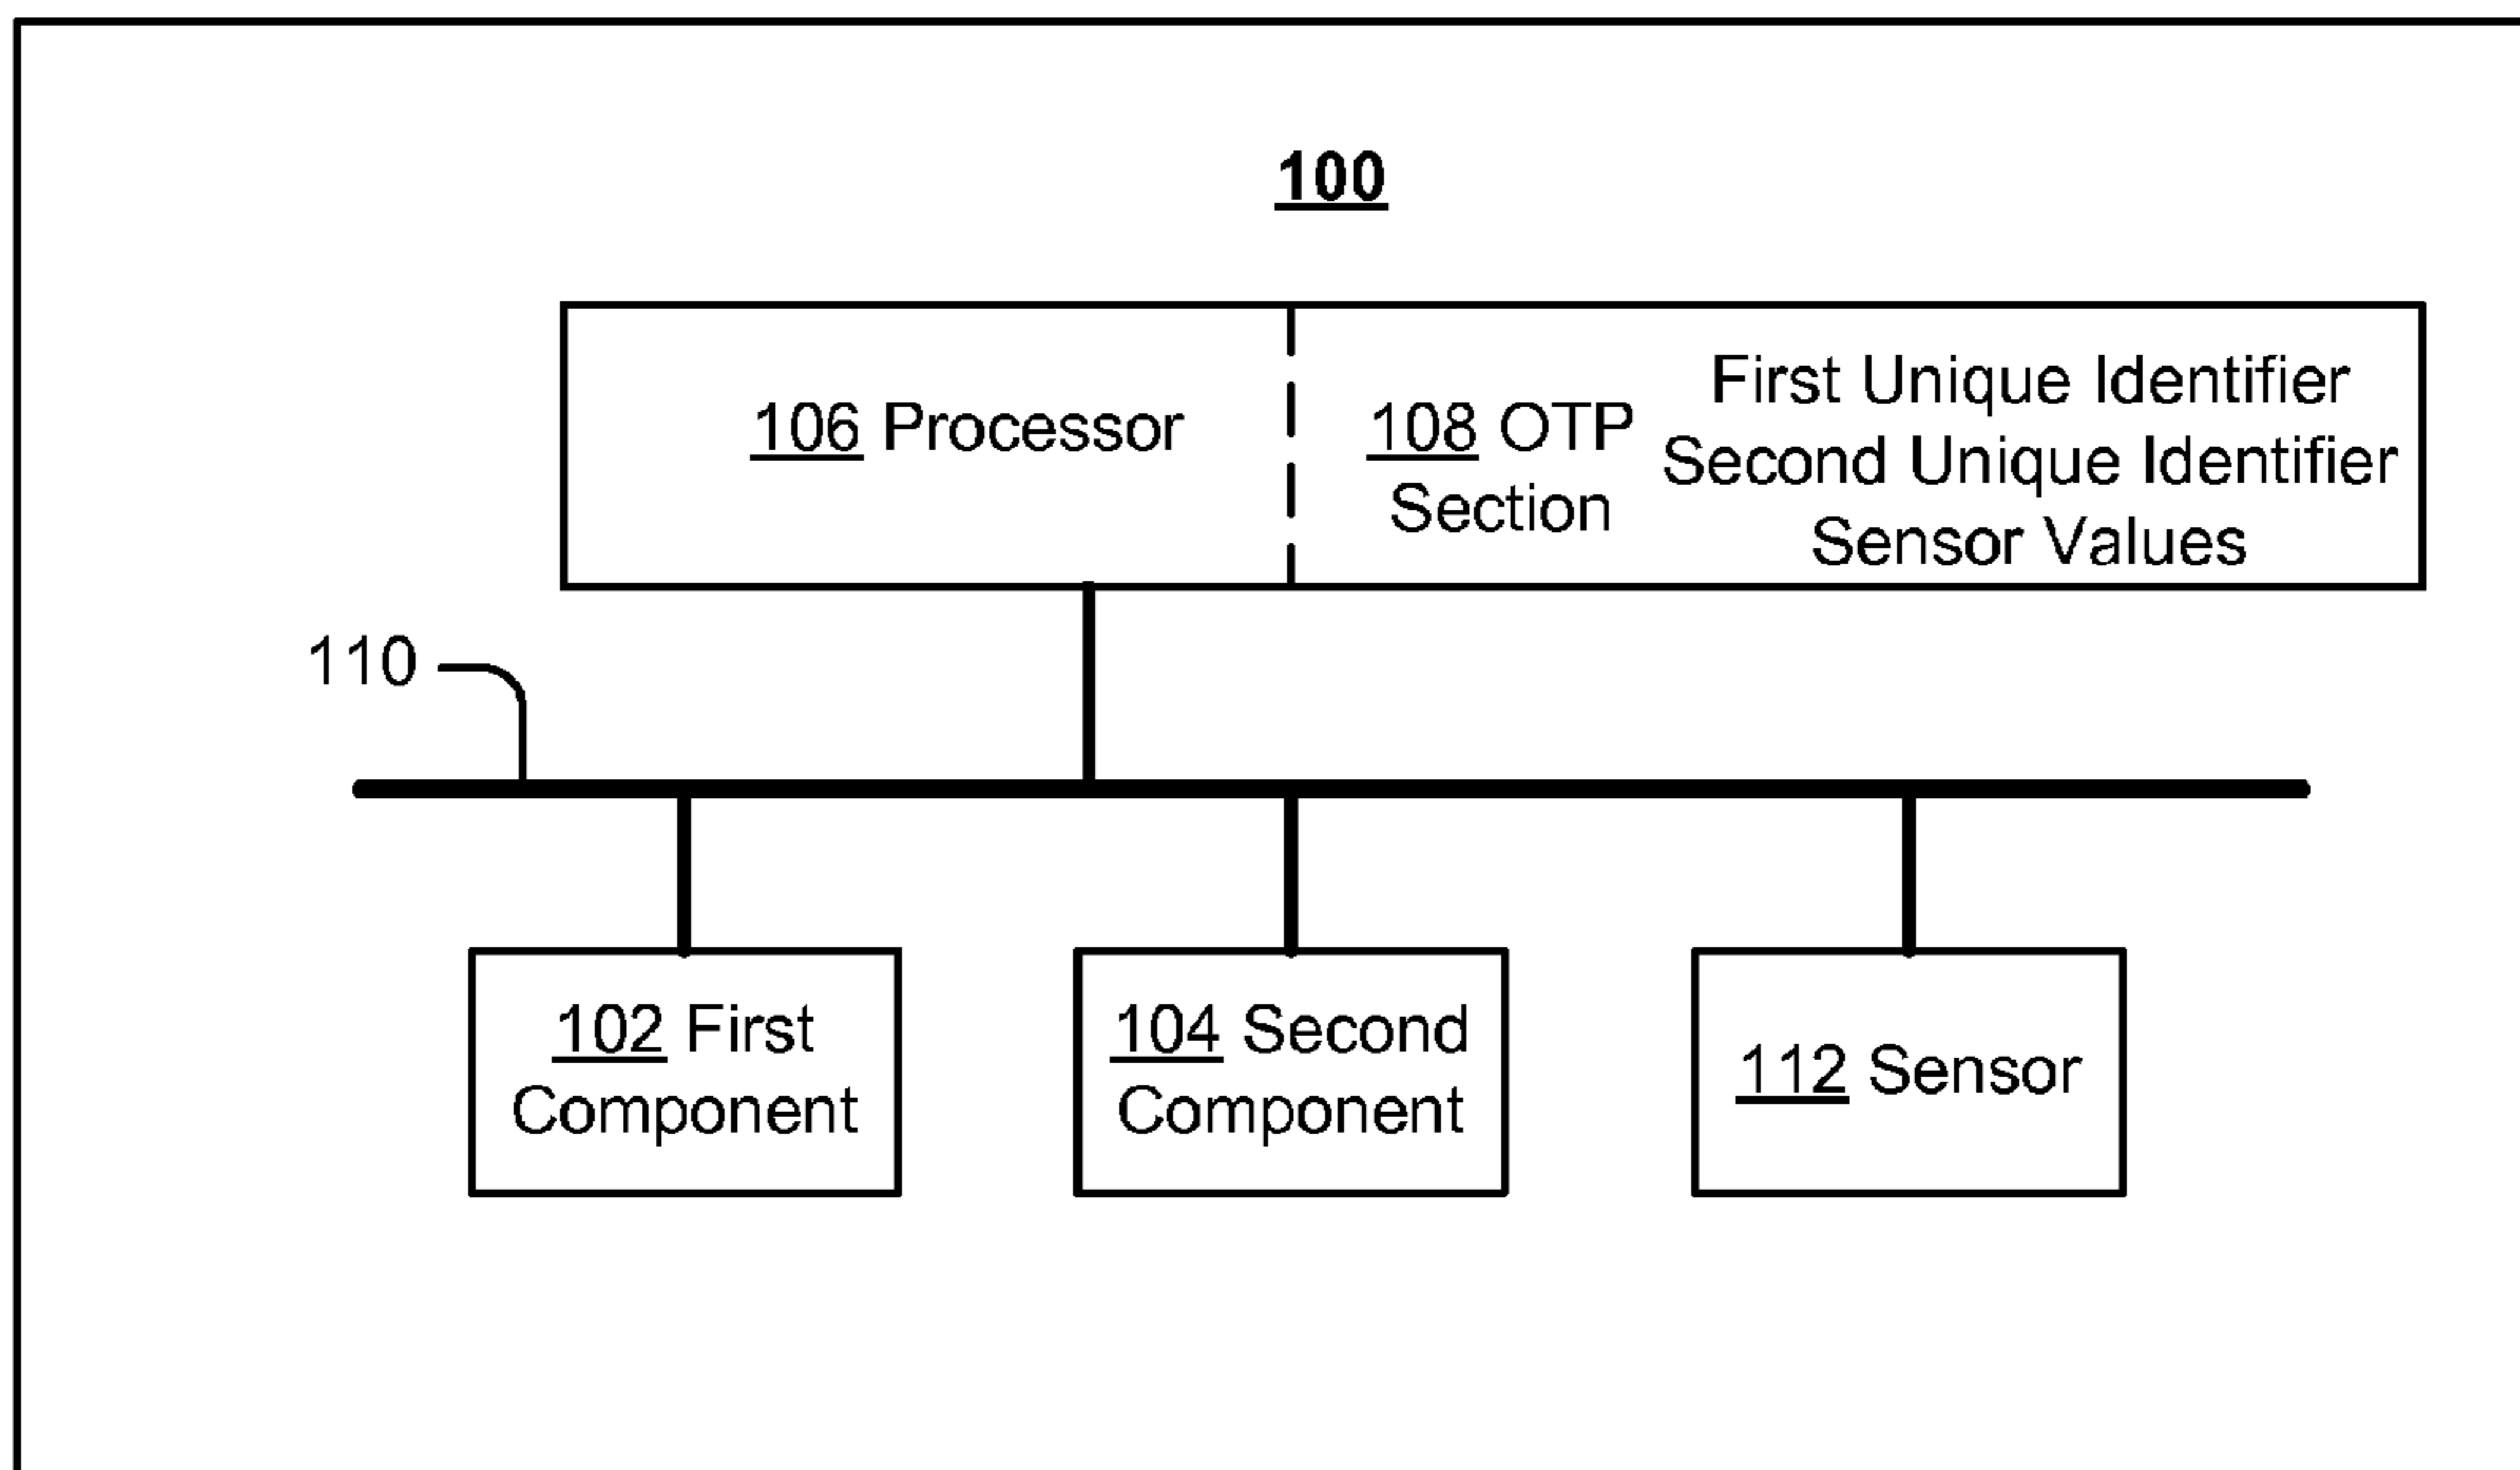 100
106 Processor
108 OTP
Section
First Unique Identifier
Second Unique Identifier
Sensor Values
110
102 First
Component
104 Second
Component
112 Sensor